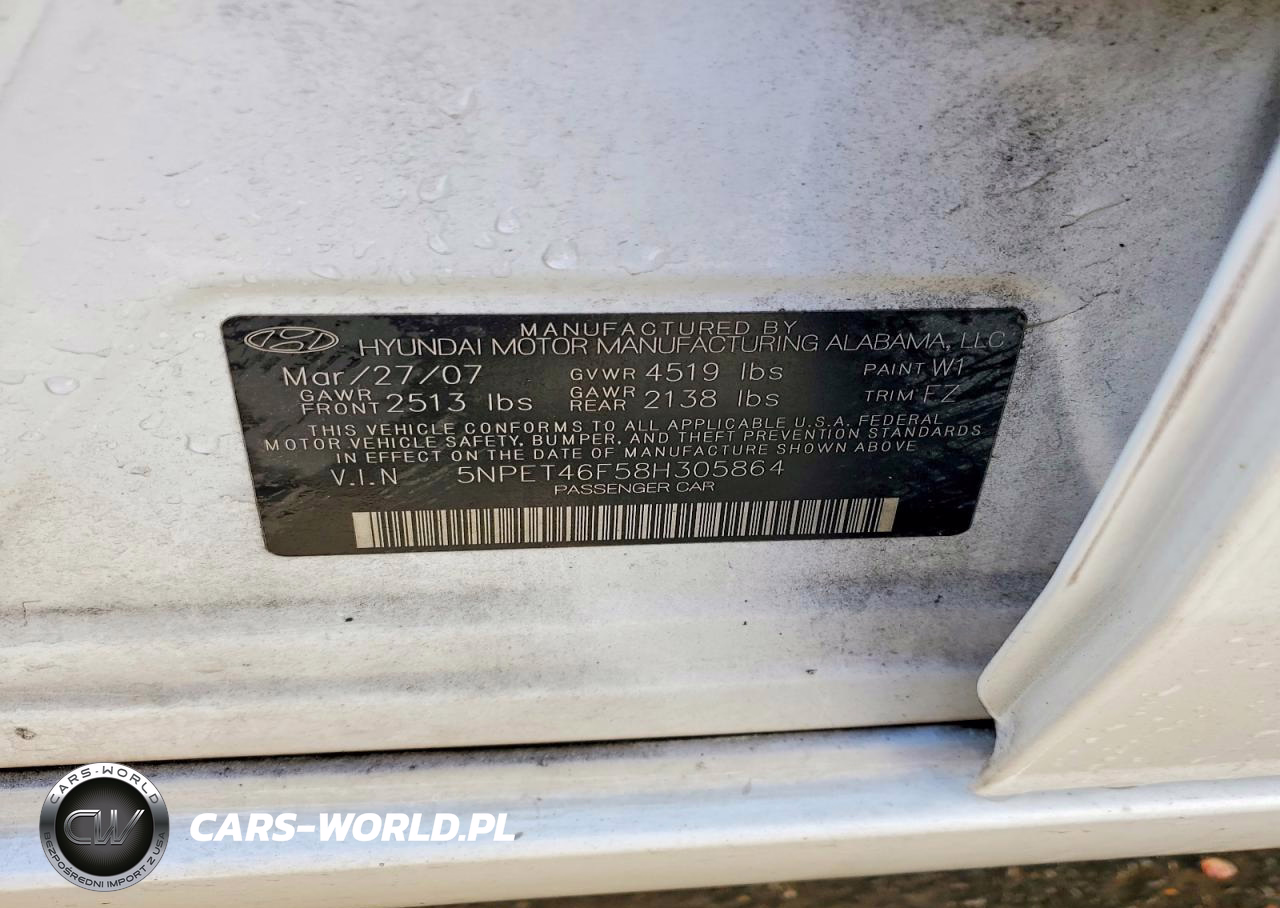 MANUFACTURED BY
HYUNDAI MOTOR MANUFACTURING ALABAMA, LLC
Mar/27/07 GVWR 4519 lbs PAINT W1
GAWR FRONT 2513 lbs GAWR REAR 2138 lbs TRIM FZ
THIS VEHICLE CONFORMS TO ALL APPLICABLE U.S.A. FEDERAL
MOTOR VEHICLE SAFETY, BUMPER, AND THEFT PREVENTION STANDARDS
IN EFFECT ON THE DATE OF MANUFACTURE SHOWN ABOVE
V.I.N 5NPET46F58H305864
PASSENGER CAR
CARS-WORLD
CW
BEZPOŚREDNI IMPORT Z USA
CARS-WORLD.PL